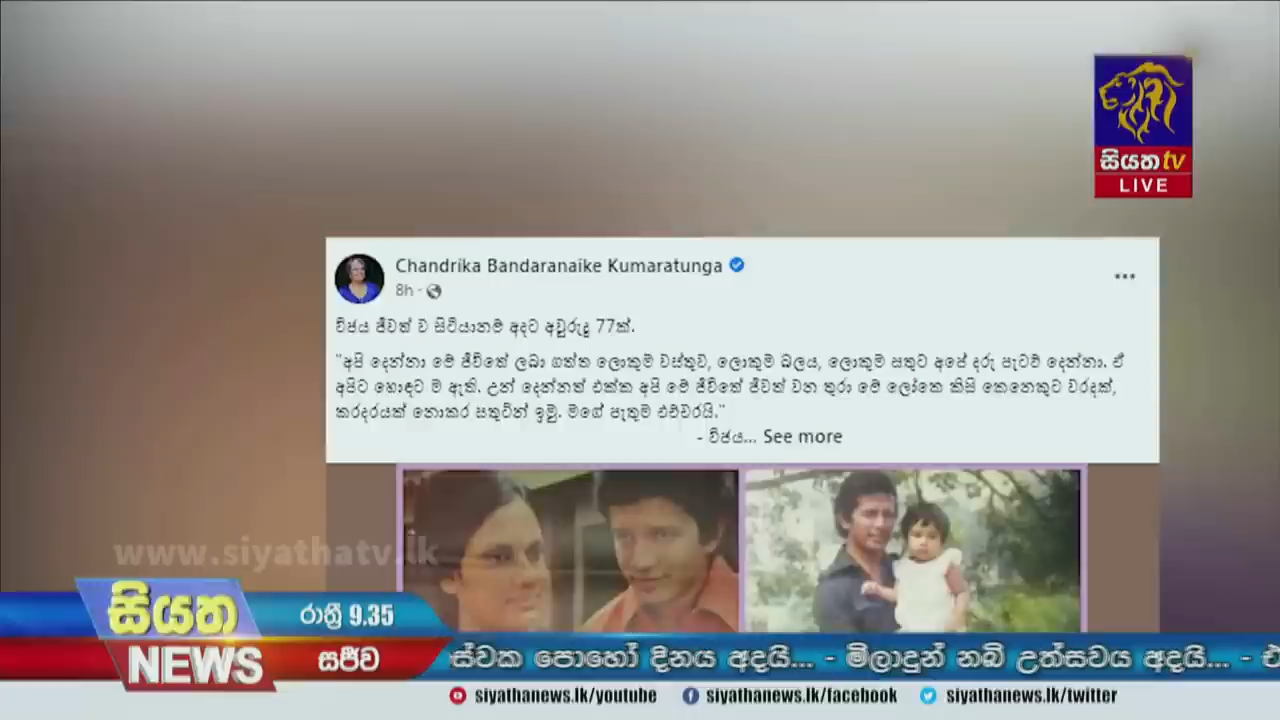 සියත tv
LIVE
Chandrika Bandaranaike Kumaratunga
8h ·
විජය ජීවත් ව සිටියානම් අදට අවුරුදු 77ක්.
"අපි දෙන්නා මේ ජීවිතේ ලබා ගත්ත ලොකුම වස්තුව, ලොකුම බලය, ලොකුම සතුට අපේ දරු පැටව් දෙන්නා. ඒ
අපිට හොඳට ම ඇති. උන් දෙන්නත් එක්ක අපි මේ ජීවිතේ ජීවත් වන තුරා මේ ලෝකෙ කිසි කෙනෙකුට වරදක්,
කරදරයක් නොකර සතුටින් ඉමු. මගේ පැතුම එච්චරයි."
- විජය... See more
www.siyathatv.lk
සියත
NEWS
රාත්‍රී 9.35
සජීව
ස්වක පොහෝ දිනය අදයි... - මිලාදුන් නබි උත්සවය අදයි... - එ
siyathanews.lk/youtube siyathanews.lk/facebook siyathanews.lk/twitter